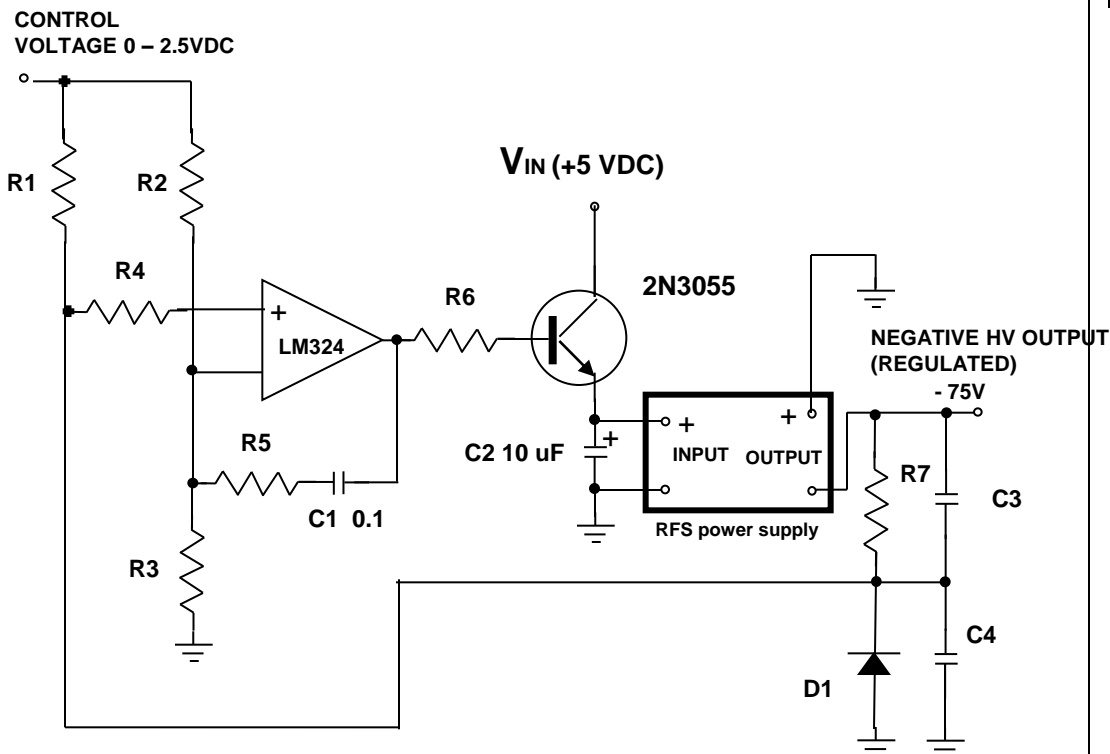 CONTROL
VOLTAGE 0 – 2.5VDC
VIN (+5 VDC)
R1
R2
R4
R6
2N3055
+
LM324
NEGATIVE HV OUTPUT
(REGULATED)
- 75V
R5
C2 10 uF
+
+
INPUT
+
OUTPUT
R7
C3
C1 0.1
RFS power supply
R3
C4
D1